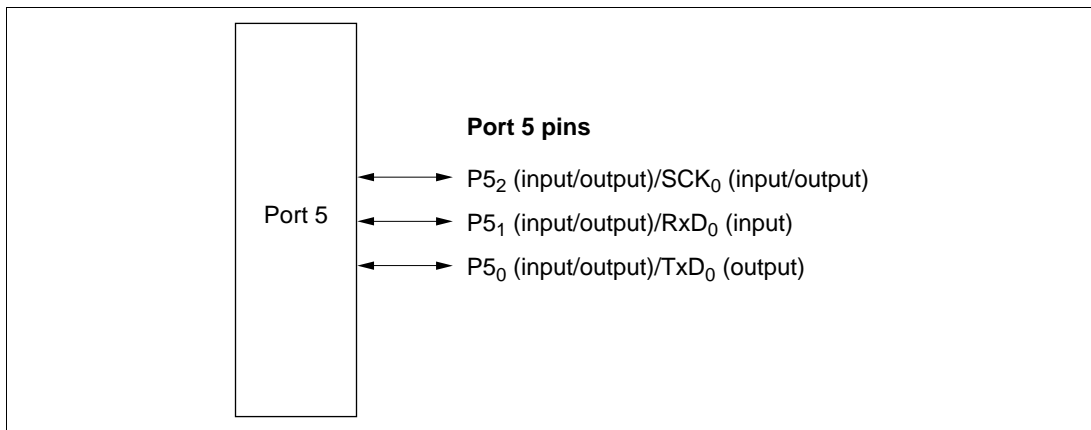 Port 5 pins
P5₂ (input/output)/SCK₀ (input/output)
Port 5
P5₁ (input/output)/RxD₀ (input)
P5₀ (input/output)/TxD₀ (output)